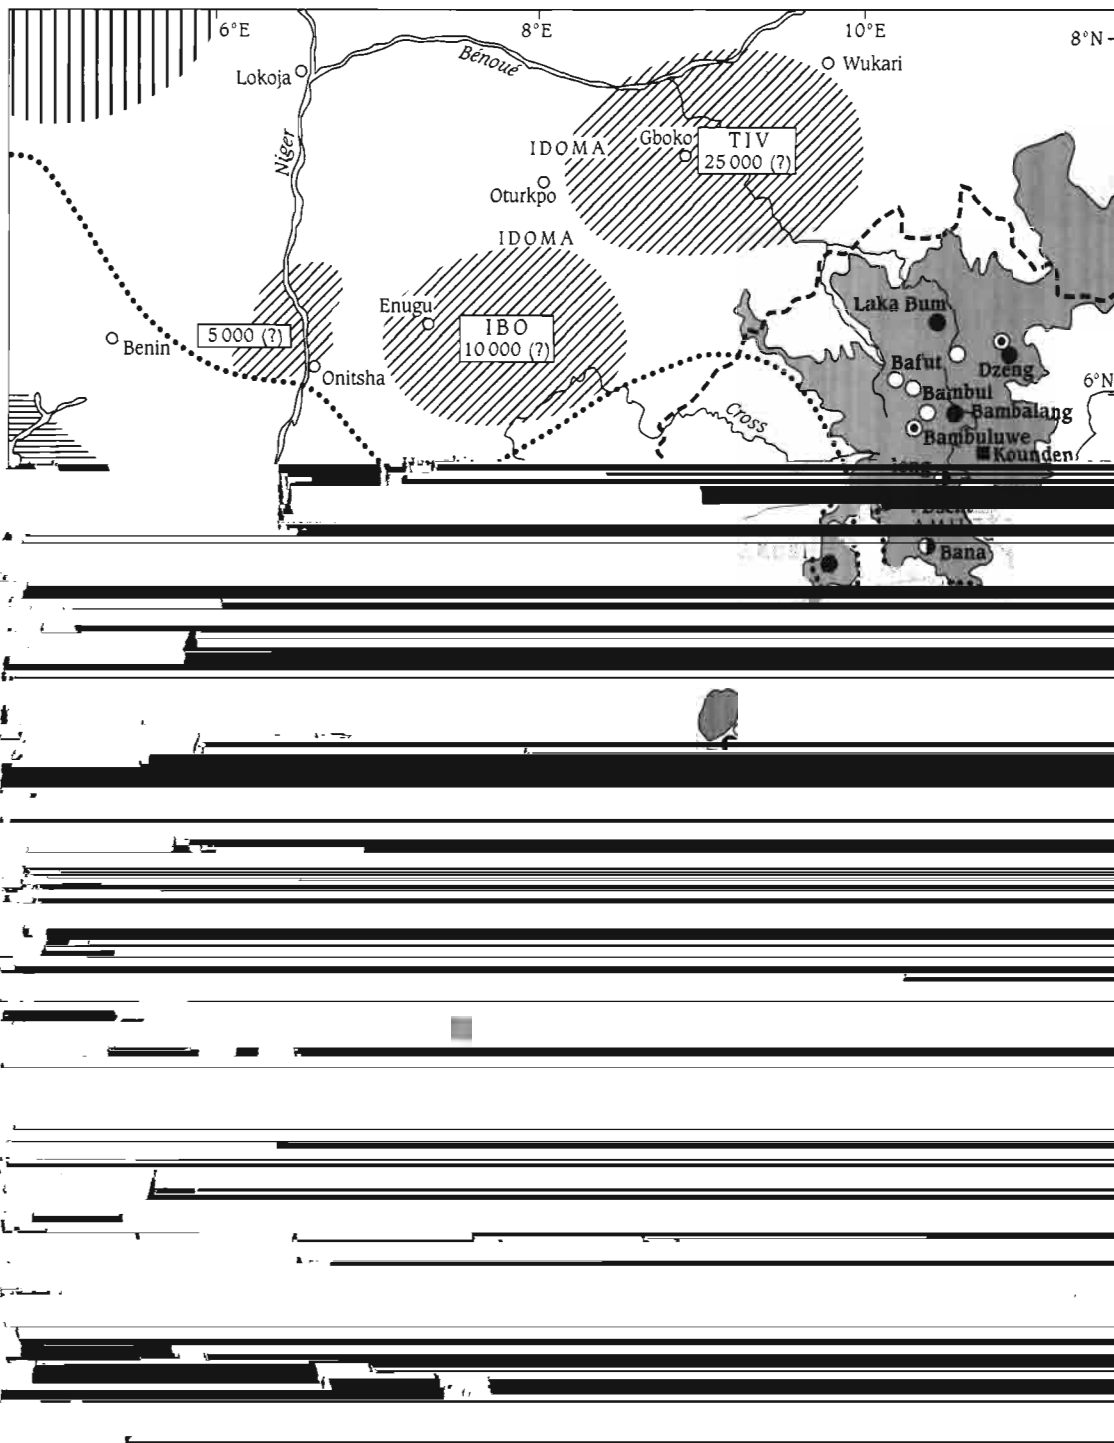 6°E
8°E
10°E
8°N
Bénoué
Wukari
Lokoja
Niger
IDOMA
Gboko
TIV
25 000 (?)
Oturkpo
IDOMA
Laka Bum
Enugu
IBO
10 000 (?)
5 000 (?)
Benin
Onitsha
Dzeng
Bafut
6°N
Bambui
Cross
Bambalang
Bambuluwe
Kounden
Bana